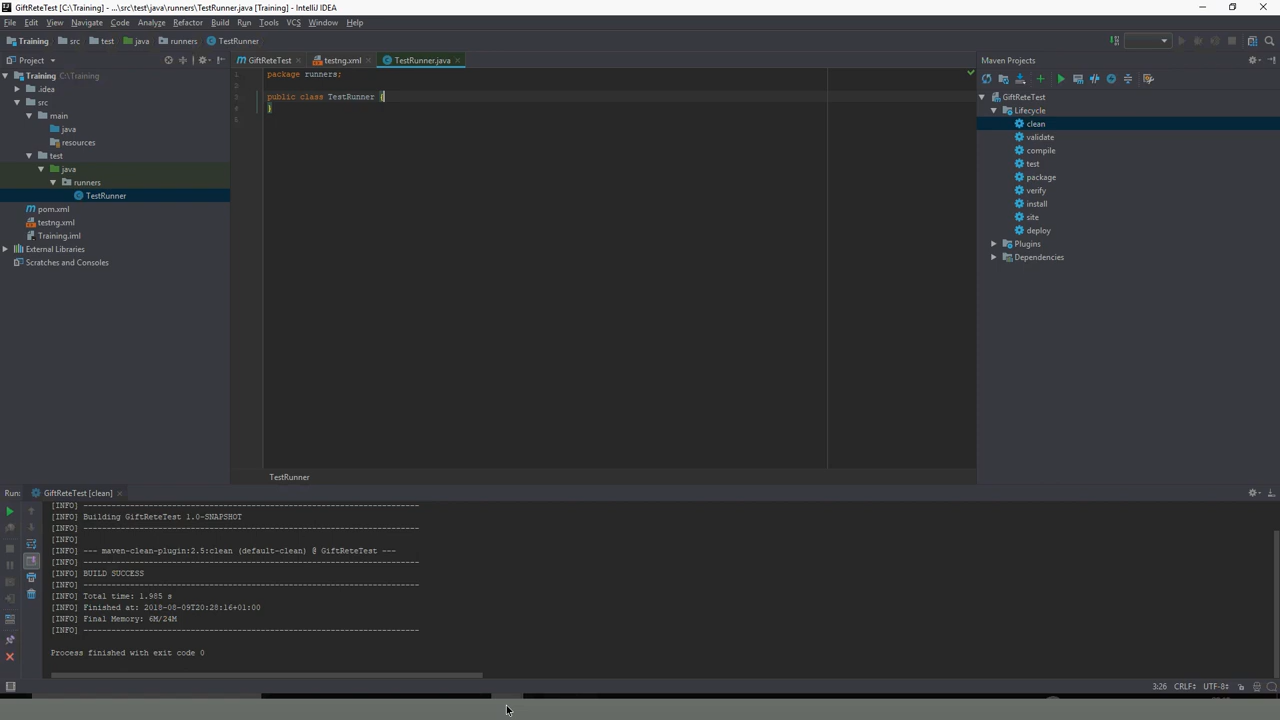 GiftReteTest [C:\Training] - ...\src\test\java\runners\TestRunner.java [Training] - IntelliJ IDEA
File Edit View Navigate Code Analyze Refactor Build Run Tools VCS Window Help
Training src test java runners TestRunner
Project
GiftReteTest testng.xml TestRunner.java
Maven Projects
Training C:\Training
.idea
src
main
java
resources
test
java
runners
TestRunner
pom.xml
testng.xml
Training.iml
External Libraries
Scratches and Consoles
1 package runners;
2
3 public class TestRunner {
4 }
5
TestRunner
GiftReteTest
Lifecycle
clean
validate
compile
test
package
verify
install
site
deploy
Plugins
Dependencies
Run: GiftReteTest [clean]
[INFO] ------------------------------------------------------------------------
[INFO] Building GiftReteTest 1.0-SNAPSHOT
[INFO] ------------------------------------------------------------------------
[INFO]
[INFO] --- maven-clean-plugin:2.5:clean (default-clean) @ GiftReteTest ---
[INFO] ------------------------------------------------------------------------
[INFO] BUILD SUCCESS
[INFO] ------------------------------------------------------------------------
[INFO] Total time: 1.985 s
[INFO] Finished at: 2018-08-09T20:28:16+01:00
[INFO] Final Memory: 6M/24M
[INFO] ------------------------------------------------------------------------
Process finished with exit code 0
3:26 CRLF UTF-8